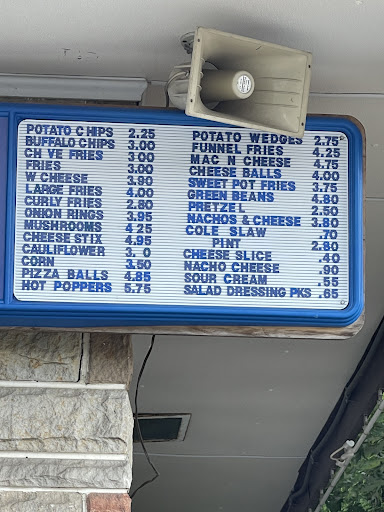 POTATO CHIPS 2.25
BUFFALO CHIPS 3.00
CH VE FRIES 3 00
FRIES 3.00
W CHEESE 3.80
LARGE FRIES 4.00
CURLY FRIES 2.80
ONION RINGS 3.95
MUSHROOMS 4 25
CHEESE STIX 4.95
CAULIFLOWER 3. 0
CORN 3.50
PIZZA BALLS 4.85
HOT POPPERS 5.75
POTATO WEDGES 2.75
FUNNEL FRIES 4.25
MAC N CHEESE 4.75
CHEESE BALLS 4.00
SWEET POT FRIES 3.75
GREEN BEANS 4.80
PRETZE L 2.50
NACHOS & CHEESE 3.80
COLE SLAW .70
PINT 2.80
CHEESE SLICE .40
NACHO CHEESE .90
SOUR CREAM .55
SALAD DRESSING PKS .65